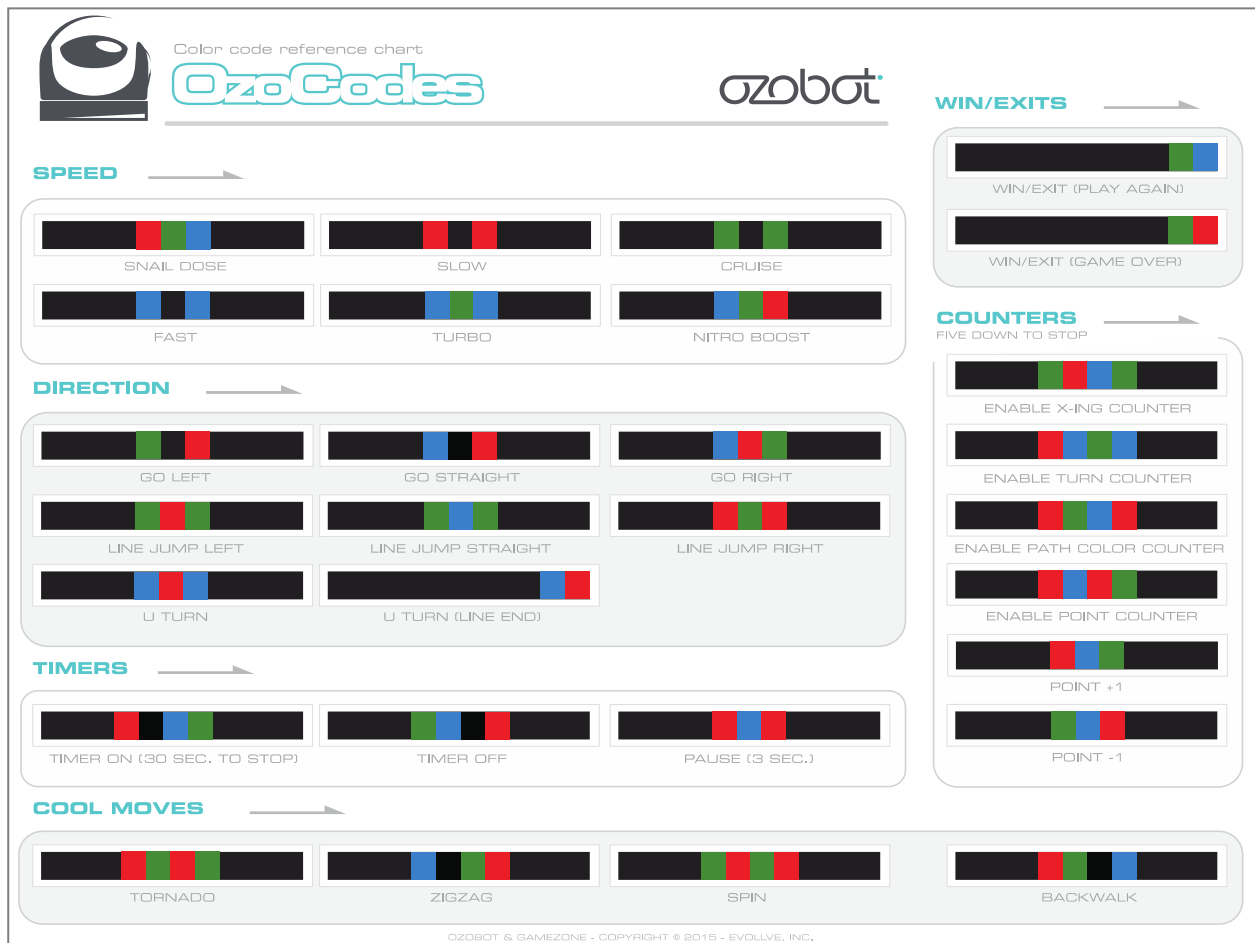 Color code reference chart
OzoCodes
ozobot
SPEED
SNAIL DOSE
SLOW
CRUISE
FAST
TURBO
NITRO BOOST
DIRECTION
GO LEFT
GO STRAIGHT
GO RIGHT
LINE JUMP LEFT
LINE JUMP STRAIGHT
LINE JUMP RIGHT
U TURN
U TURN (LINE END)
TIMERS
TIMER ON (30 SEC. TO STOP)
TIMER OFF
PAUSE (3 SEC.)
WIN/EXITS
WIN/EXIT (PLAY AGAIN)
WIN/EXIT (GAME OVER)
COUNTERS
FIVE DOWN TO STOP
ENABLE X-ING COUNTER
ENABLE TURN COUNTER
ENABLE PATH COLOR COUNTER
ENABLE POINT COUNTER
POINT +1
POINT -1
COOL MOVES
TORNADO
ZIGZAG
SPIN
BACKWALK
OZOBOT & GAMEZONE - COPYRIGHT © 2015 - EVOLLVE, INC.